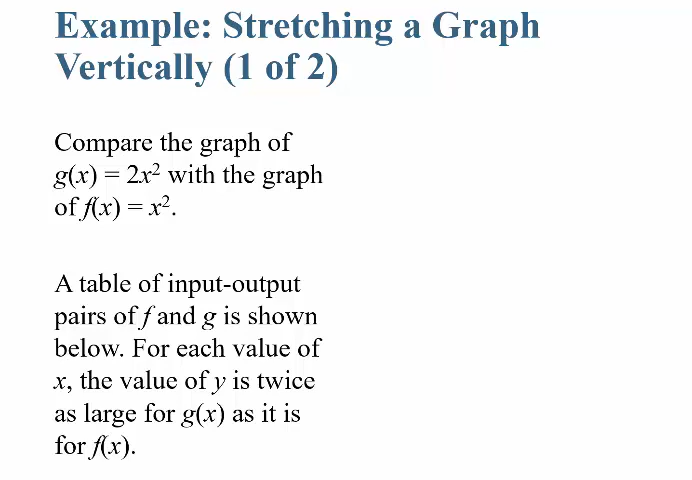 Example: Stretching a Graph
Vertically (1 of 2)
Compare the graph of
g(x) = 2x² with the graph
of f(x) = x².
A table of input-output
pairs of f and g is shown
below. For each value of
x, the value of y is twice
as large for g(x) as it is
for f(x).